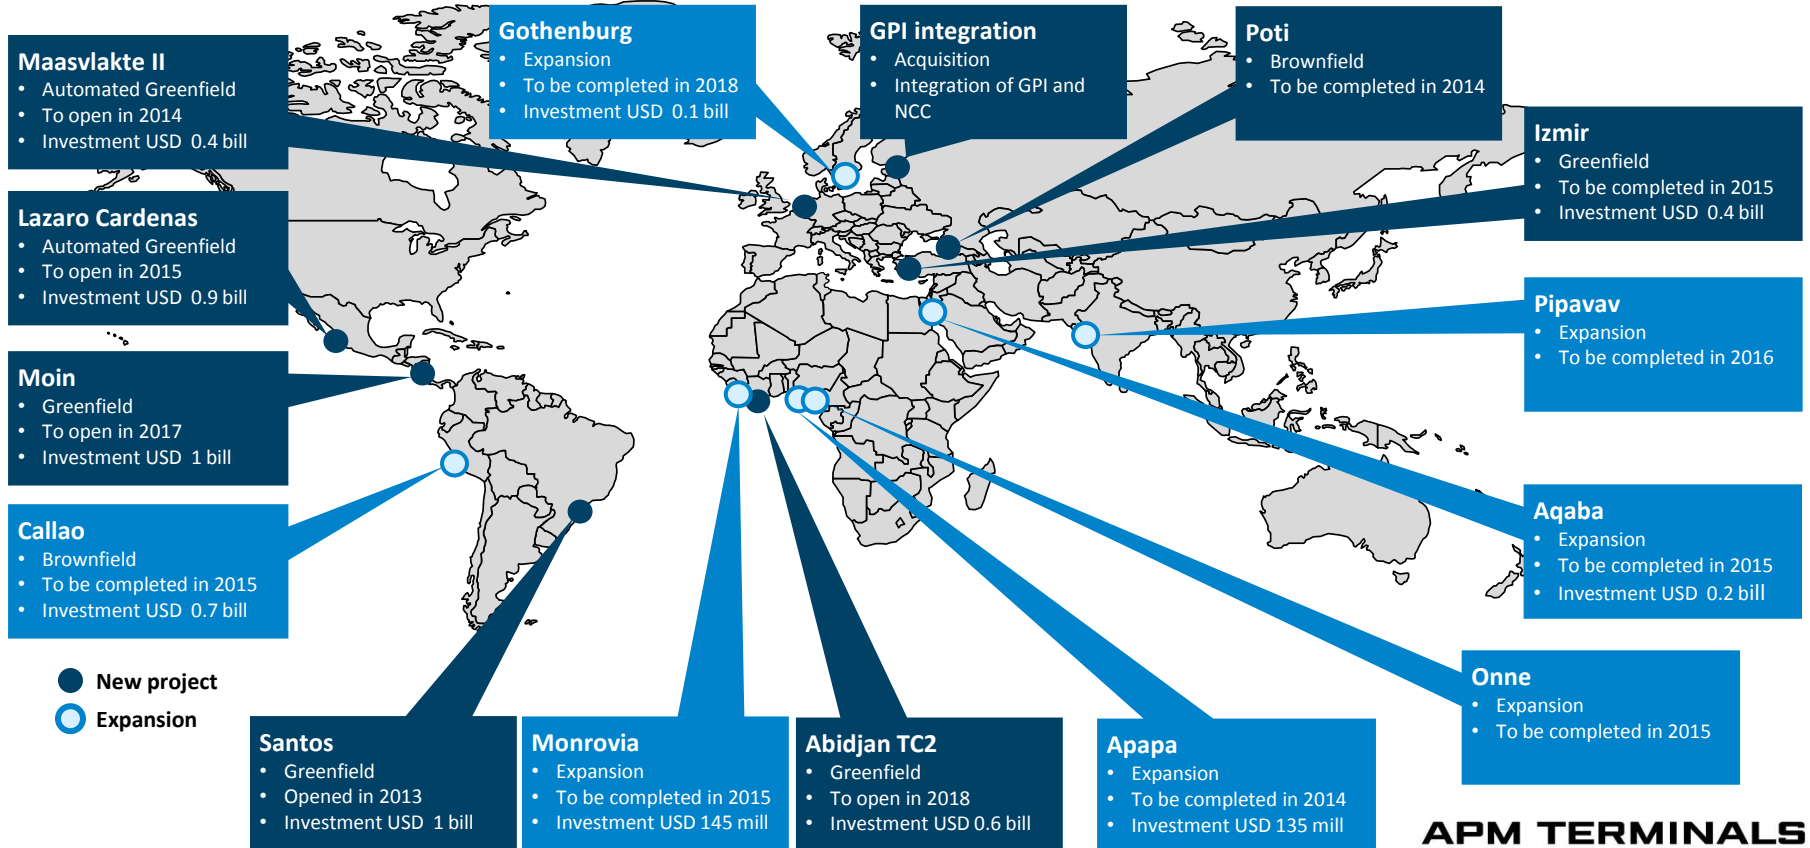 Maasvlakte II
• Automated Greenfield
• To open in 2014
• Investment USD 0.4 bill
Gothenburg
• Expansion
• To be completed in 2018
• Investment USD 0.1 bill
GPI integration
• Acquisition
• Integration of GPI and
NCC
Poti
• Brownfield
• To be completed in 2014
Izmir
• Greenfield
• To be completed in 2015
• Investment USD 0.4 bill
Lazaro Cardenas
• Automated Greenfield
• To open in 2015
• Investment USD 0.9 bill
Pipavav
• Expansion
• To be completed in 2016
Moin
• Greenfield
• To open in 2017
• Investment USD 1 bill
Callao
• Brownfield
• To be completed in 2015
• Investment USD 0.7 bill
Aqaba
• Expansion
• To be completed in 2015
• Investment USD 0.2 bill
New project
Expansion
Onne
• Expansion
• To be completed in 2015
Santos
• Greenfield
• Opened in 2013
• Investment USD 1 bill
Monrovia
• Expansion
• To be completed in 2015
• Investment USD 145 mill
Abidjan TC2
• Greenfield
• To open in 2018
• Investment USD 0.6 bill
Apapa
• Expansion
• To be completed in 2014
• Investment USD 135 mill
APM TERMINALS